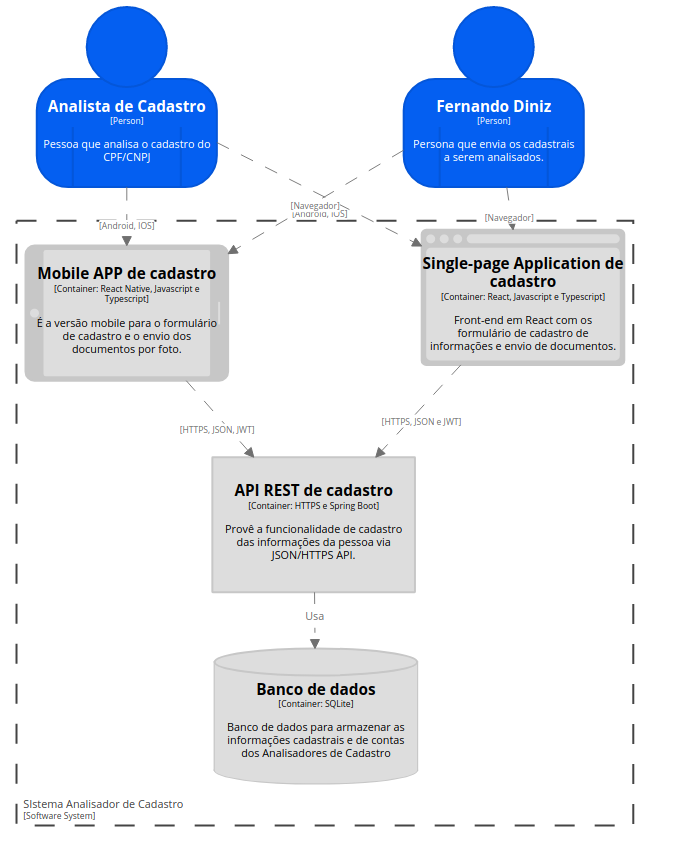 Analista de Cadastro
[Person]
Pessoa que analisa o cadastro do
CPF/CNPJ
Fernando Diniz
[Person]
Persona que envia os cadastrais
a serem analisados.
[Navegador]
[Android, IOS]
[Android, IOS]
[Navegador]
Mobile APP de cadastro
[Container: React Native, Javascript e
Typescript]
É a versão mobile para o formulário
de cadastro e o envio dos
documentos por foto.
Single-page Application de
cadastro
[Container: React, Javascript e Typescript]
Front-end em React com os
formulário de cadastro de
informações e envio de documentos.
[HTTPS, JSON, JWT]
[HTTPS, JSON e JWT]
API REST de cadastro
[Container: HTTPS e Spring Boot]
Provê a funcionalidade de cadastro
das informações da pessoa via
JSON/HTTPS API.
Usa
Banco de dados
[Container: SQLite]
Banco de dados para armazenar as
informações cadastrais e de contas
dos Analisadores de Cadastro
SIstema Analisador de Cadastro
[Software System]